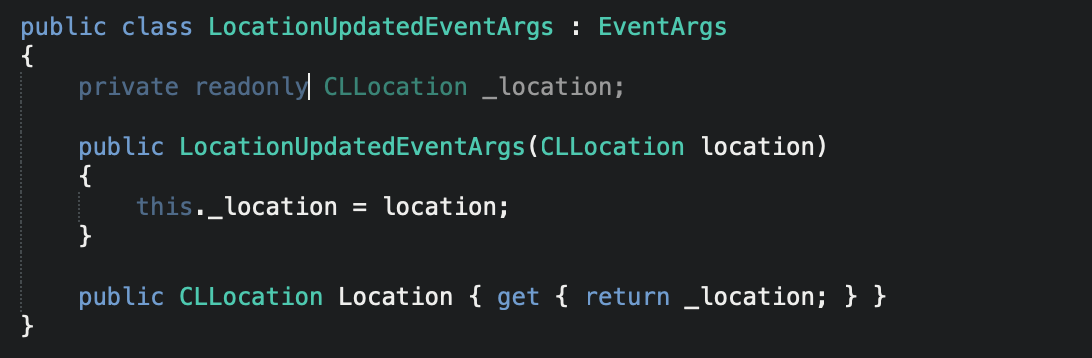 public class LocationUpdatedEventArgs : EventArgs
{
    private readonly CLLocation _location;

    public LocationUpdatedEventArgs(CLLocation location)
    {
        this._location = location;
    }

    public CLLocation Location { get { return _location; } }
}